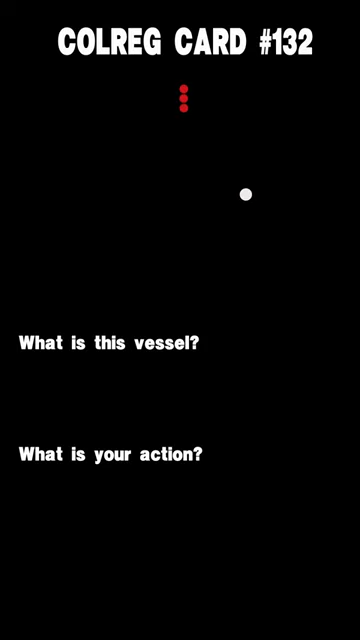 COLREG CARD #132
What is this vessel?
What is your action?